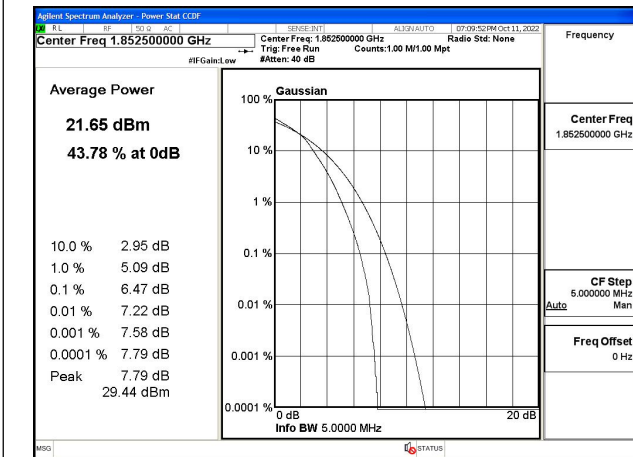 Agilent Spectrum Analyzer - Power Stat CCDF
RL RF 50 Ω AC SENSE:INT ALIGNAUTO 07:09:52 PM Oct 11, 2022
Center Freq 1.852500000 GHz
Center Freq: 1.852500000 GHz Radio Std: None
Trig: Free Run Counts:1.00 M/1.00 Mpt
#IFGain:Low #Atten: 40 dB
Frequency
Average Power
21.65 dBm
43.78 % at 0dB
10.0 % 2.95 dB
1.0 % 5.09 dB
0.1 % 6.47 dB
0.01 % 7.22 dB
0.001 % 7.58 dB
0.0001 % 7.79 dB
Peak 7.79 dB
29.44 dBm
Gaussian
100 %
10 %
1 %
0.1 %
0.01 %
0.001 %
0.0001 %
0 dB 20 dB
Info BW 5.0000 MHz
Center Freq
1.852500000 GHz
CF Step
5.000000 MHz
Auto Man
Freq Offset
0 Hz
MSG STATUS